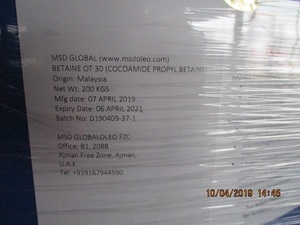 MSD GLOBAL (www.msdoleo.com)
BETAINE OT 30 (COCOAMIDE PROPYL BETAINE)
Origin: Malaysia
Net Wt: 200 KGS
Mfg date: 07 APRIL 2019
Expiry Date: 06 APRIL 2021
Batch No: D190409-37-1
MSD GLOBALOLEO FZC
Office: B1, 208B
Ajman Free Zone, Ajman,
U.A.E
Tel: +919167944590
10/04/2019 14:45